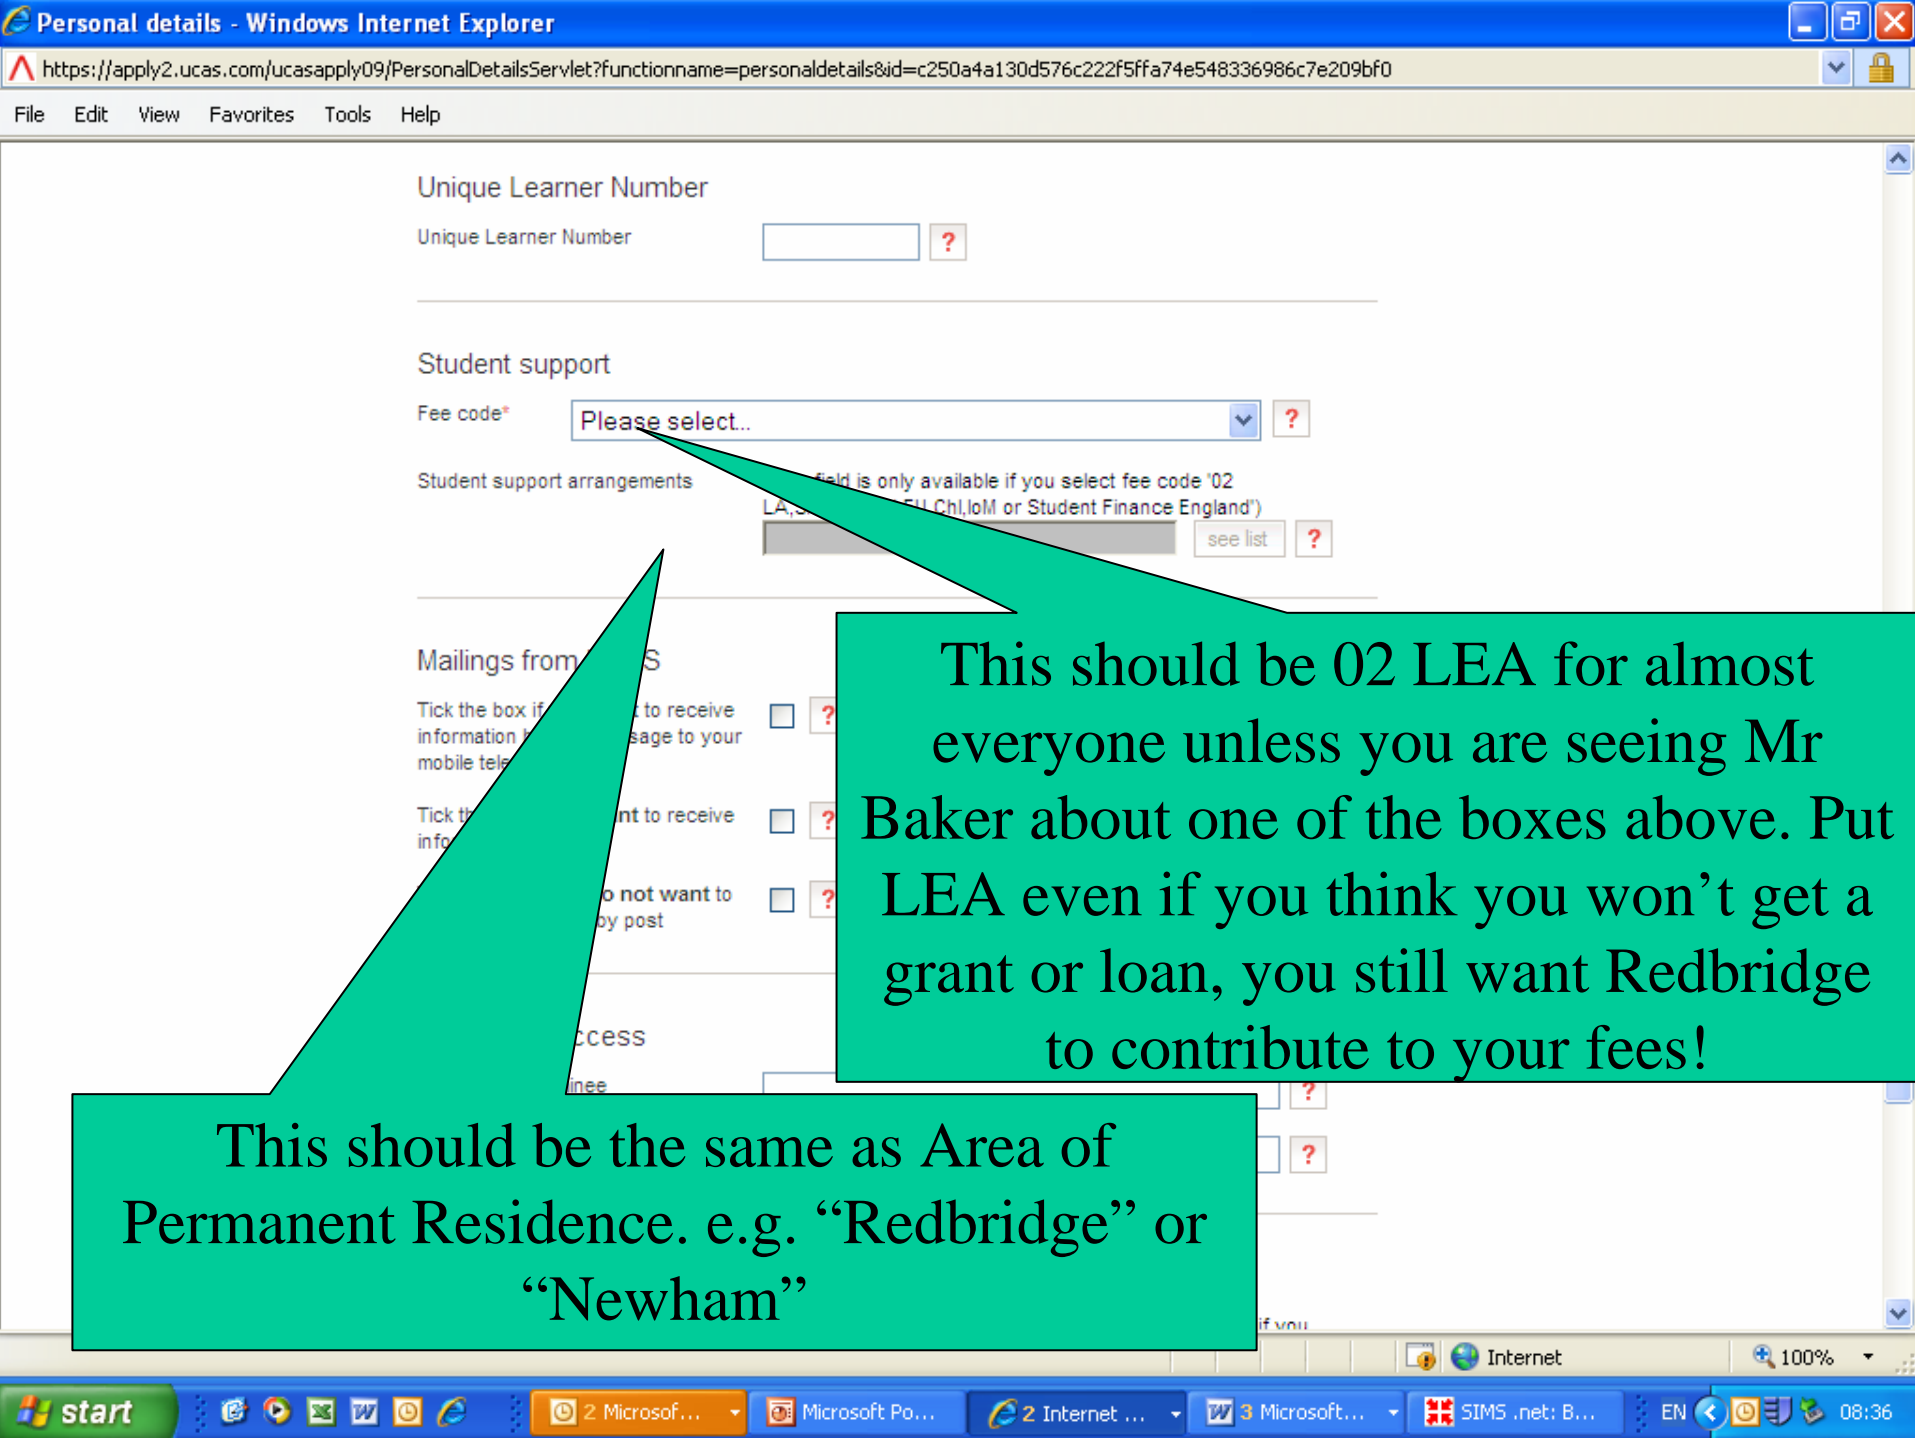 Personal details - Windows Internet Explorer
https://apply2.ucas.com/ucasapply09/PersonalDetailsServlet?functionname=personaldetails&id=c250a4a130d576c222f5ffa74e548336986c7e209bf0
File Edit View Favorites Tools Help
Unique Learner Number
Unique Learner Number ?
Student support
Fee code* Please select... ?
Student support arrangements field is only available if you select fee code '02
LA, EU,ChI,IoM or Student Finance England')
see list ?
Mailings from S
Tick the box if to receive ?
information sage to your
mobile tele
Tick th nt to receive ?
info
o not want to ?
by post
ccess
inee ?
?
if you
This should be 02 LEA for almost
everyone unless you are seeing Mr
Baker about one of the boxes above. Put
LEA even if you think you won’t get a
grant or loan, you still want Redbridge
to contribute to your fees!
This should be the same as Area of
Permanent Residence. e.g. “Redbridge” or
“Newham”
Internet 100%
start 2 Microsof... Microsoft Po... 2 Internet ... 3 Microsoft... SIMS .net: B... EN 08:36